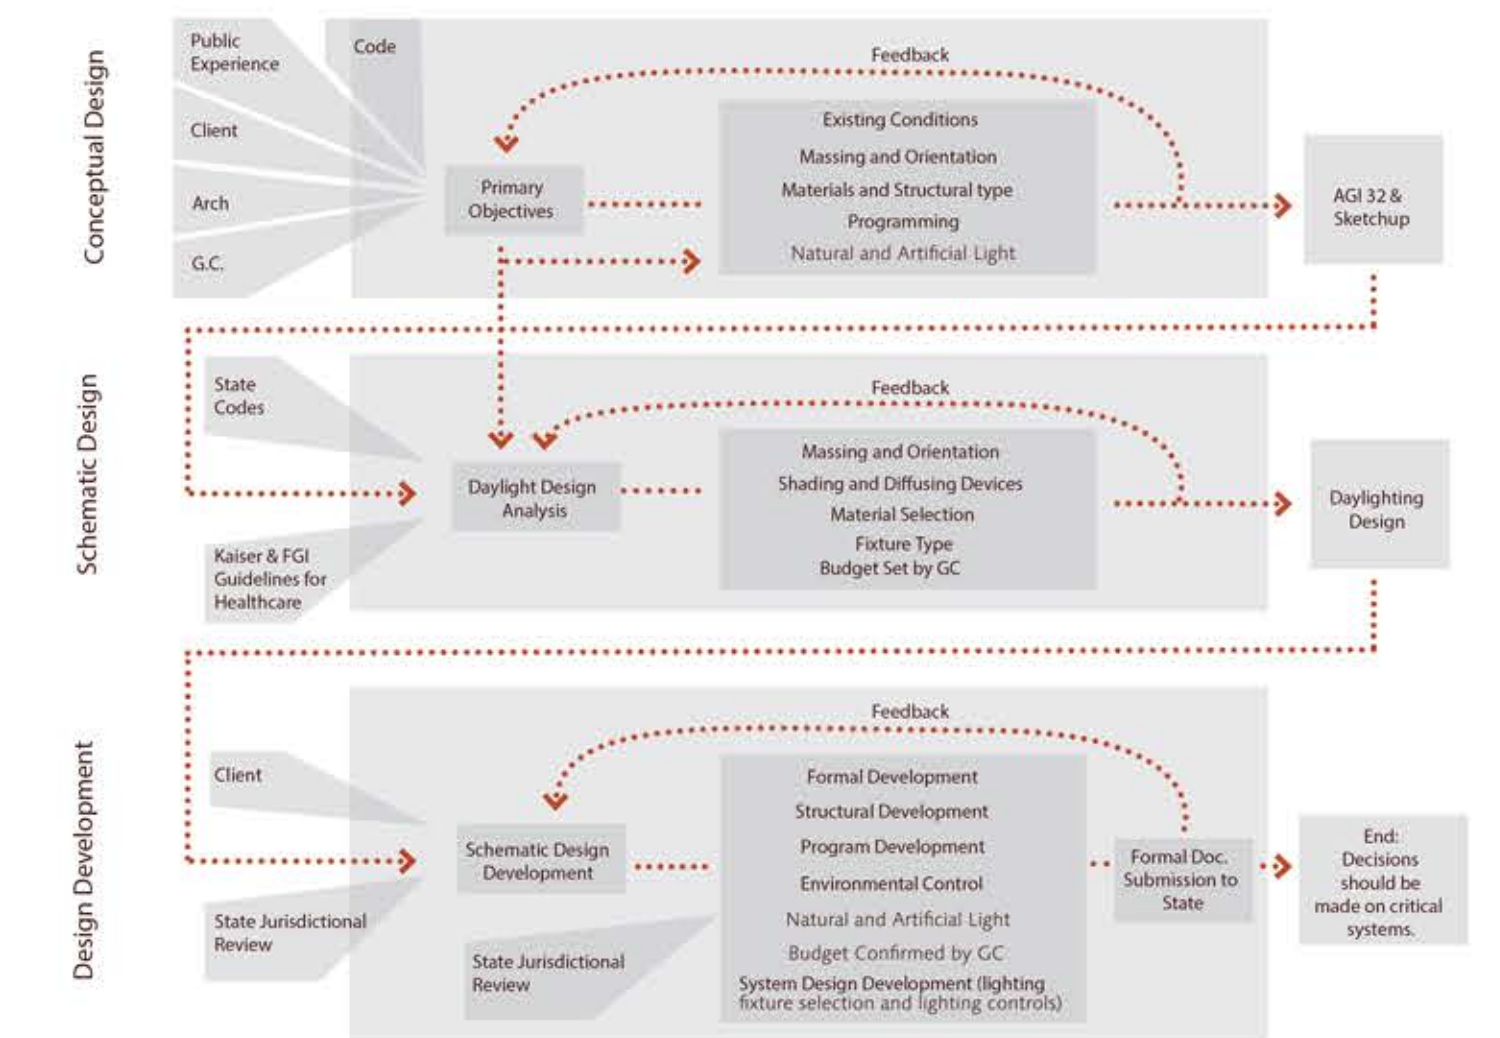 Conceptual Design
Public
Experience
Code
Client
Arch
G.C.
Feedback
Primary
Objectives
Existing Conditions
Massing and Orientation
Materials and Structural type
Programming
Natural and Artificial Light
AGI 32 &
Sketchup
Schematic Design
State
Codes
Kaiser & FGI
Guidelines for
Healthcare
Feedback
Daylight Design
Analysis
Massing and Orientation
Shading and Diffusing Devices
Material Selection
Fixture Type
Budget Set by GC
Daylighting
Design
Design Development
Client
State Jurisdictional
Review
Feedback
Schematic Design
Development
State Jurisdictional
Review
Formal Development
Structural Development
Program Development
Environmental Control
Natural and Artificial Light
Budget Confirmed by GC
System Design Development (lighting
fixture selection and lighting controls)
Formal Doc.
Submission to
State
End:
Decisions
should be
made on critical
systems.